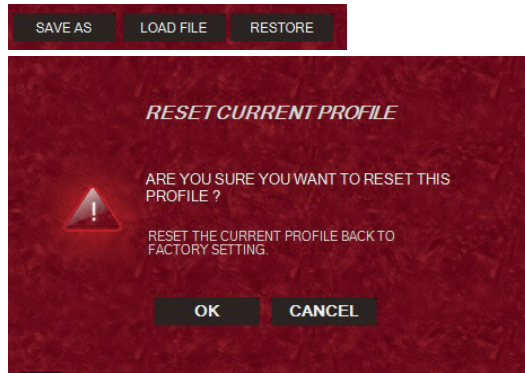 SAVE AS LOAD FILE RESTORE
RESET CURRENT PROFILE
!
ARE YOU SURE YOU WANT TO RESET THIS
PROFILE ?
RESET THE CURRENT PROFILE BACK TO
FACTORY SETTING.
OK CANCEL